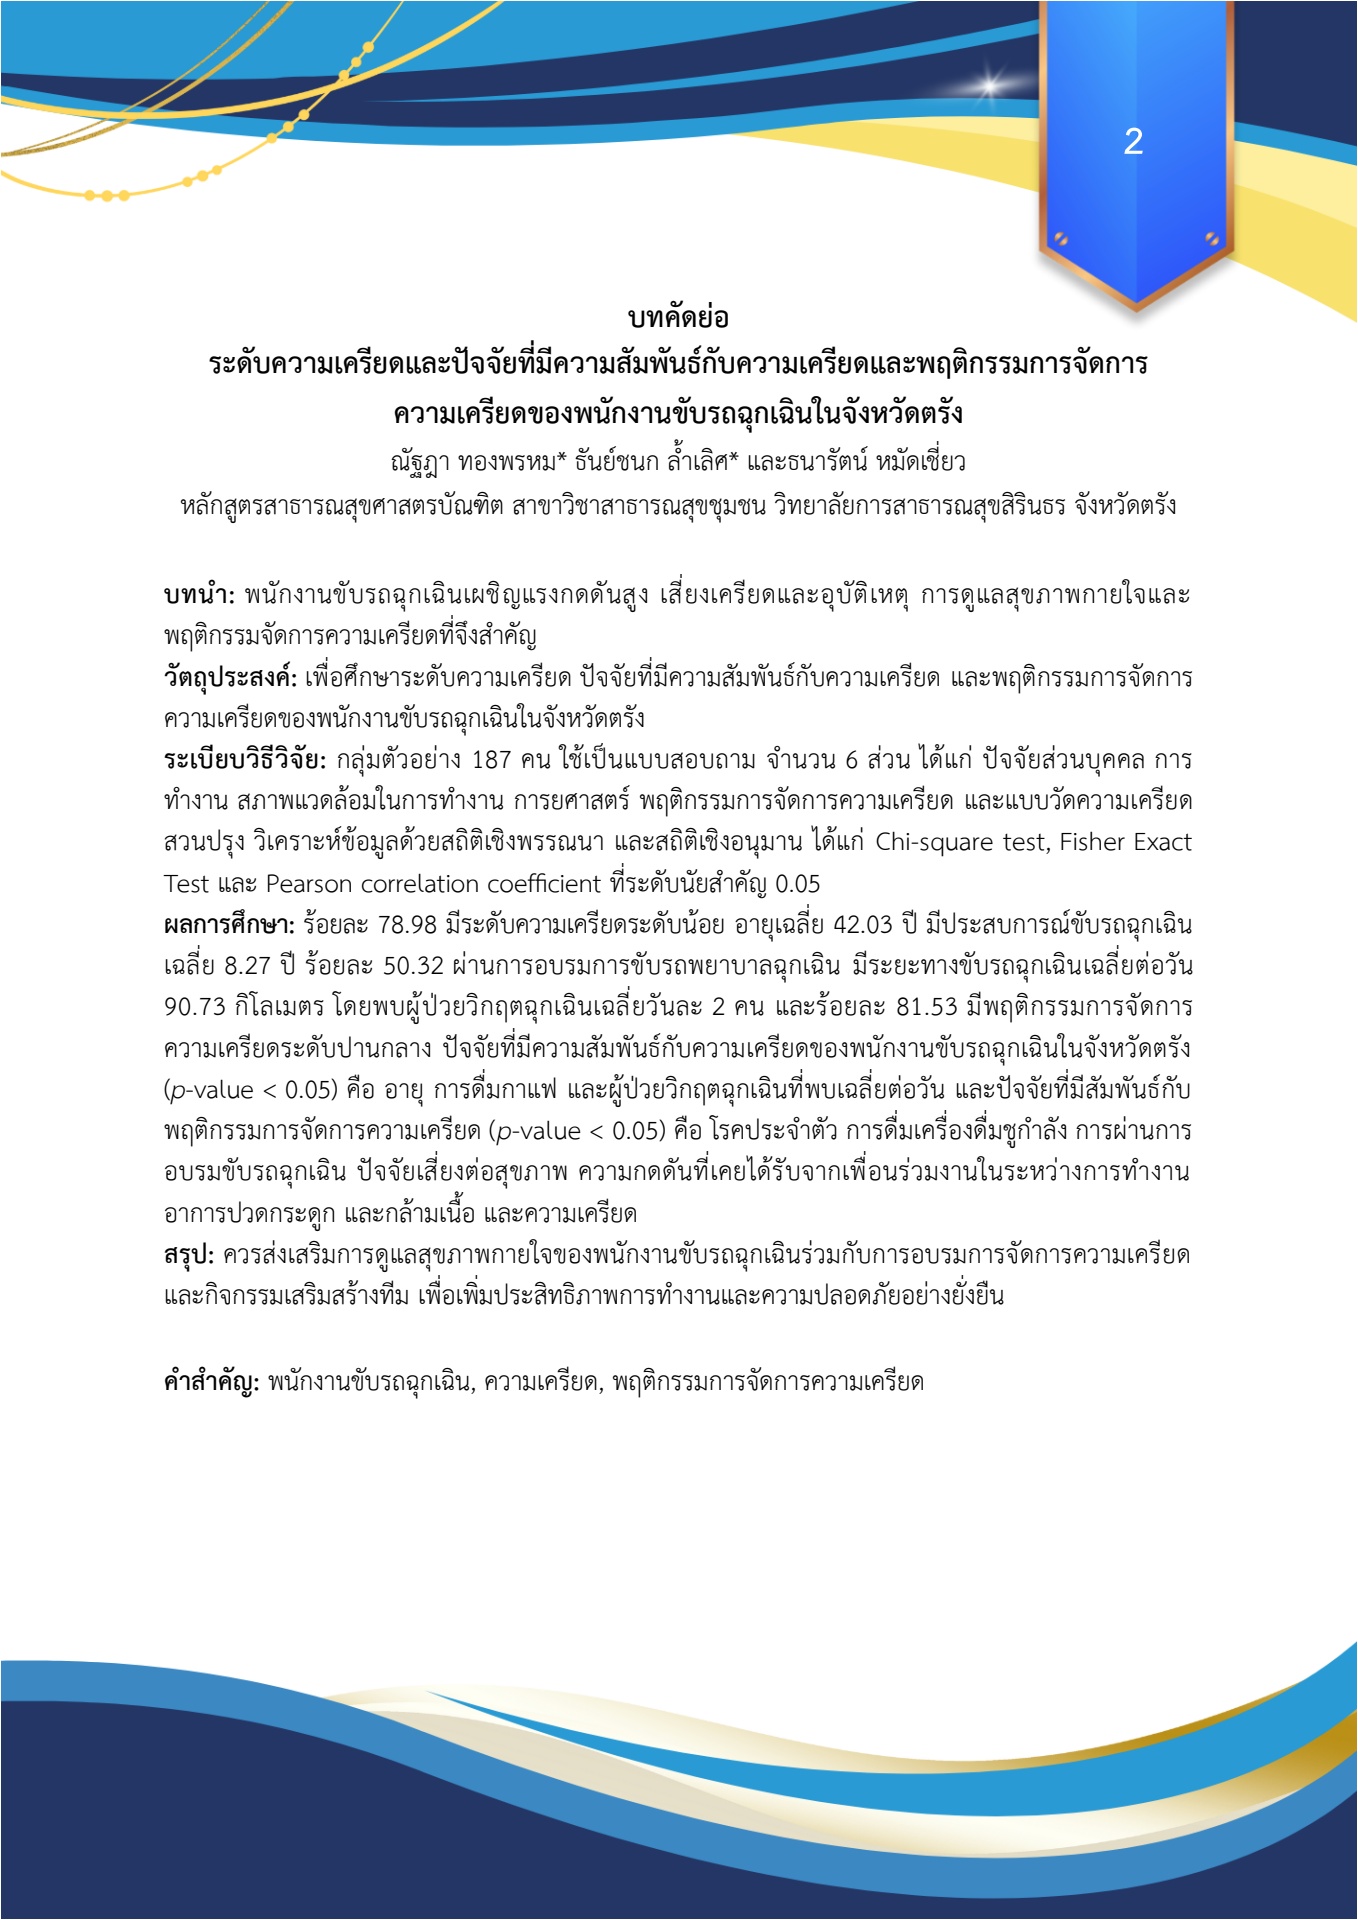 2
บทคัดย่อ
ระดับความเครียดและปัจจัยที่มีความสัมพันธ์กับความเครียดและพฤติกรรมการจัดการ
ความเครียดของพนักงานขับรถฉุกเฉินในจังหวัดตรัง
ณัฐฎา ทองพรหม* ธันย์ชนก ล้ำเลิศ* และธนารัตน์ หมัดเชี่ยว
หลักสูตรสาธารณสุขศาสตรบัณฑิต สาขาวิชาสาธารณสุขชุมชน วิทยาลัยการสาธารณสุขสิรินธร จังหวัดตรัง
บทนำ: พนักงานขับรถฉุกเฉินเผชิญแรงกดดันสูง เสี่ยงเครียดและอุบัติเหตุ การดูแลสุขภาพกายใจและ
พฤติกรรมจัดการความเครียดที่จึงสำคัญ
วัตถุประสงค์: เพื่อศึกษาระดับความเครียด ปัจจัยที่มีความสัมพันธ์กับความเครียด และพฤติกรรมการจัดการ
ความเครียดของพนักงานขับรถฉุกเฉินในจังหวัดตรัง
ระเบียบวิธีวิจัย: กลุ่มตัวอย่าง 187 คน ใช้เป็นแบบสอบถาม จำนวน 6 ส่วน ได้แก่ ปัจจัยส่วนบุคคล การ
ทำงาน สภาพแวดล้อมในการทำงาน การยศาสตร์ พฤติกรรมการจัดการความเครียด และแบบวัดความเครียด
สวนปรุง วิเคราะห์ข้อมูลด้วยสถิติเชิงพรรณนา และสถิติเชิงอนุมาน ได้แก่ Chi-square test, Fisher Exact
Test และ Pearson correlation coefficient ที่ระดับนัยสำคัญ 0.05
ผลการศึกษา: ร้อยละ 78.98 มีระดับความเครียดระดับน้อย อายุเฉลี่ย 42.03 ปี มีประสบการณ์ขับรถฉุกเฉิน
เฉลี่ย 8.27 ปี ร้อยละ 50.32 ผ่านการอบรมการขับรถพยาบาลฉุกเฉิน มีระยะทางขับรถฉุกเฉินเฉลี่ยต่อวัน
90.73 กิโลเมตร โดยพบผู้ป่วยวิกฤตฉุกเฉินเฉลี่ยวันละ 2 คน และร้อยละ 81.53 มีพฤติกรรมการจัดการ
ความเครียดระดับปานกลาง ปัจจัยที่มีความสัมพันธ์กับความเครียดของพนักงานขับรถฉุกเฉินในจังหวัดตรัง
(p-value < 0.05) คือ อายุ การดื่มกาแฟ และผู้ป่วยวิกฤตฉุกเฉินที่พบเฉลี่ยต่อวัน และปัจจัยที่มีสัมพันธ์กับ
พฤติกรรมการจัดการความเครียด (p-value < 0.05) คือ โรคประจำตัว การดื่มเครื่องดื่มชูกำลัง การผ่านการ
อบรมขับรถฉุกเฉิน ปัจจัยเสี่ยงต่อสุขภาพ ความกดดันที่เคยได้รับจากเพื่อนร่วมงานในระหว่างการทำงาน
อาการปวดกระดูก และกล้ามเนื้อ และความเครียด
สรุป: ควรส่งเสริมการดูแลสุขภาพกายใจของพนักงานขับรถฉุกเฉินร่วมกับการอบรมการจัดการความเครียด
และกิจกรรมเสริมสร้างทีม เพื่อเพิ่มประสิทธิภาพการทำงานและความปลอดภัยอย่างยั่งยืน
คำสำคัญ: พนักงานขับรถฉุกเฉิน, ความเครียด, พฤติกรรมการจัดการความเครียด